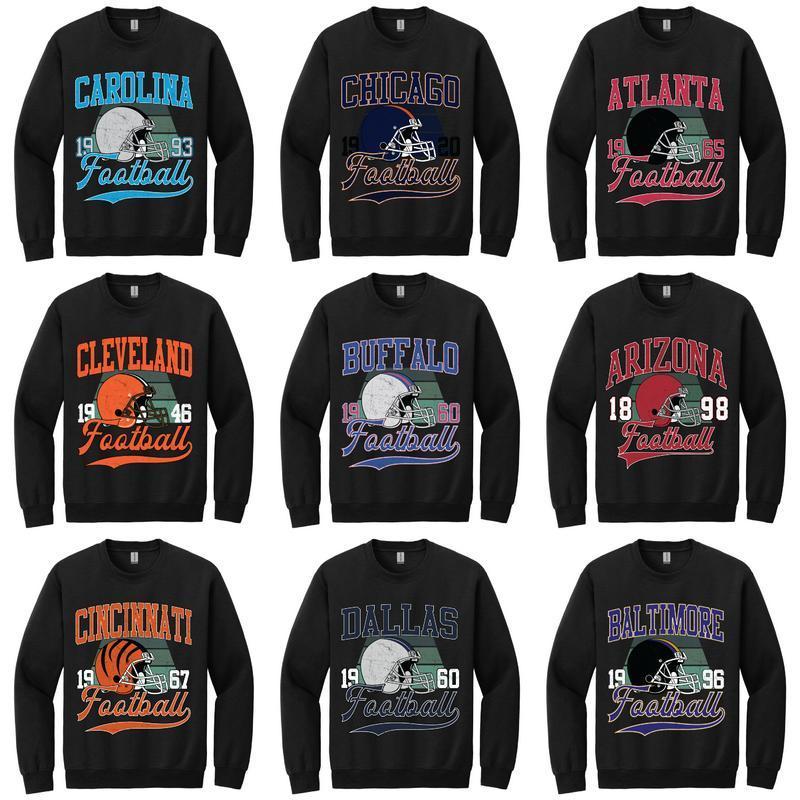 CAROLINA
19 93
Football
CHICAGO
19 20
Football
ATLANTA
19 65
Football
CLEVELAND
19 46
Football
BUFFALO
19 60
Football
ARIZONA
18 98
Football
CINCINNATI
19 67
Football
DALLAS
19 60
Football
BALTIMORE
19 96
Football